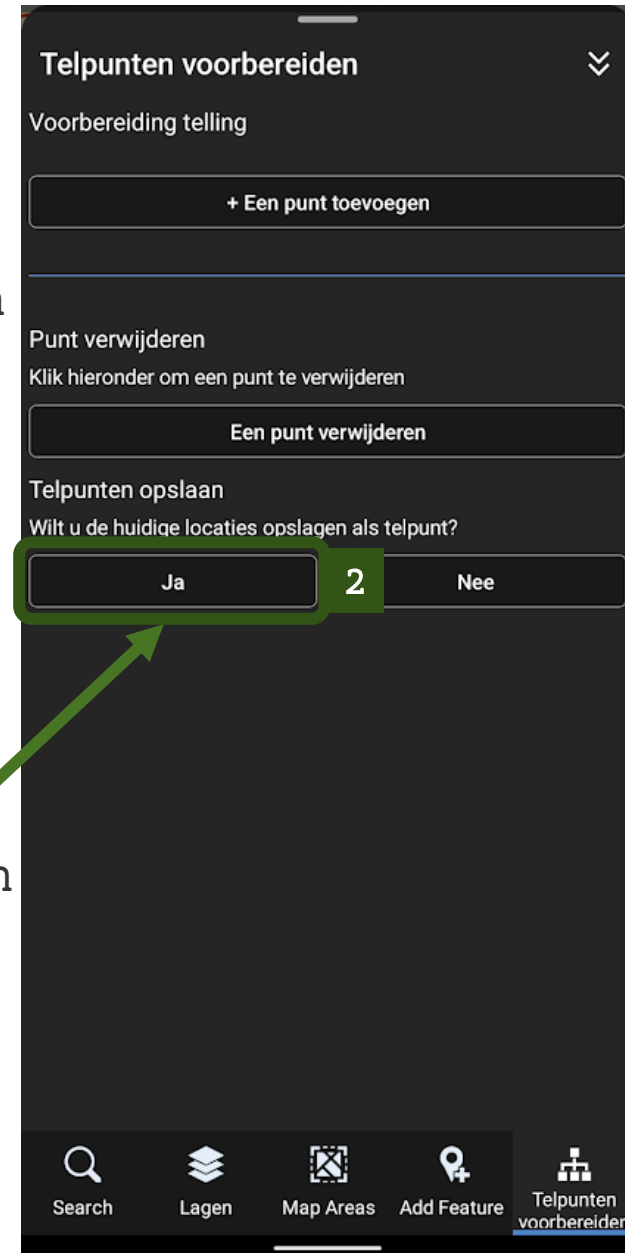 Telpunten voorbereiden
Voorbereiding telling
+ Een punt toevoegen
n
Punt verwijderen
Klik hieronder om een punt te verwijderen
Een punt verwijderen
Telpunten opslaan
Wilt u de huidige locaties opslagen als telpunt?
Ja
2
Nee
n
Search
Lagen
Map Areas
Add Feature
Telpunten
voorbereiden